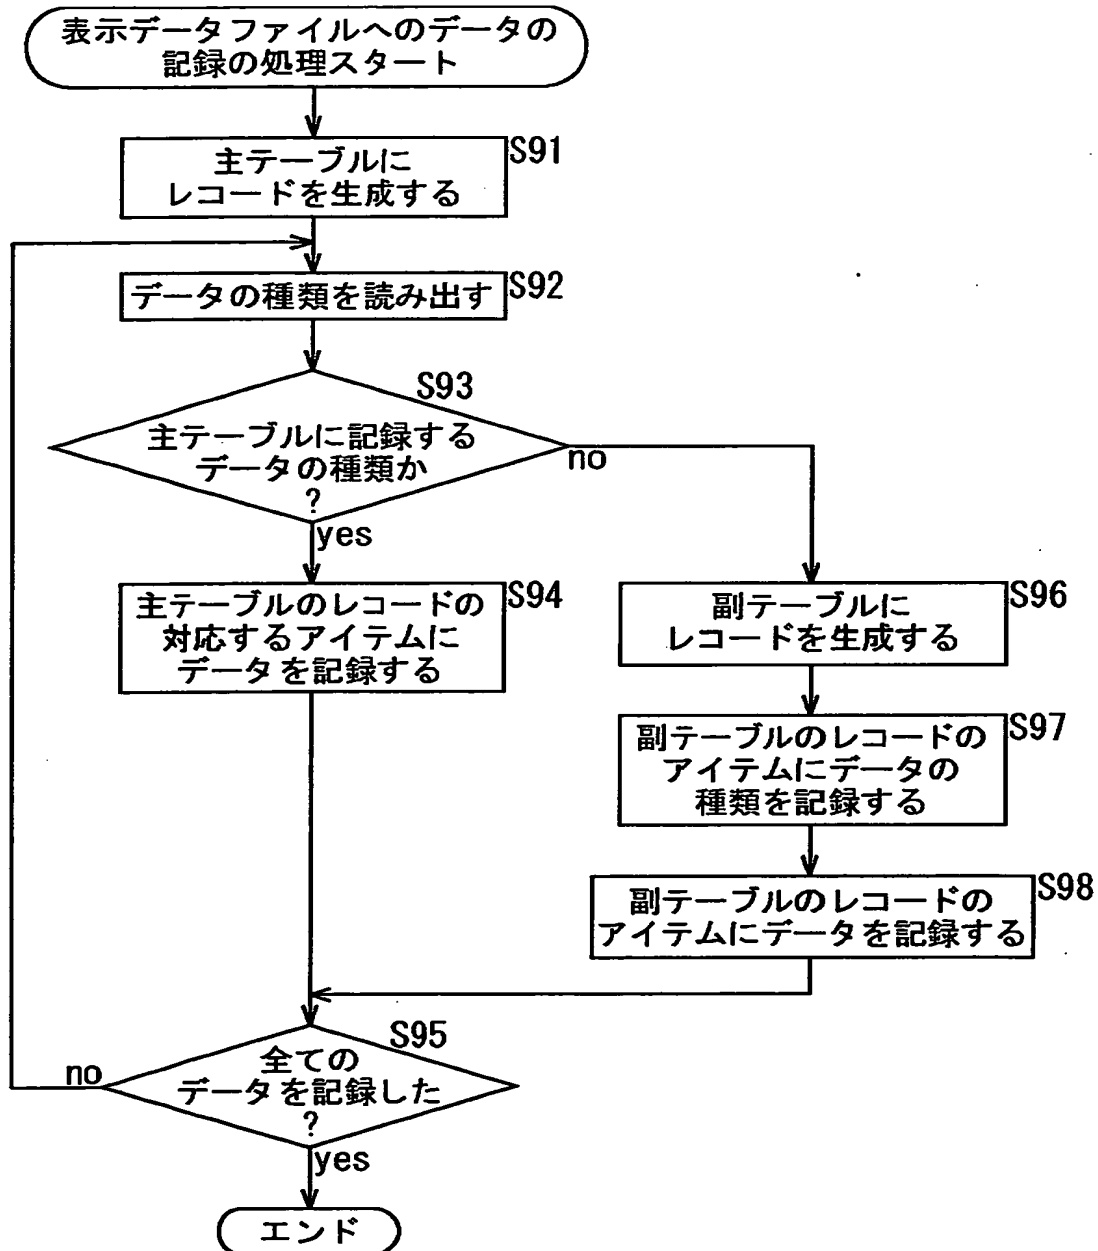 表示データファイルへのデータの
記録の処理スタート
S91
主テーブルに
レコードを生成する
データの種類を読み出す
S92
S93
主テーブルに記録する
データの種類か
?
no
yes
主テーブルのレコードの
対応するアイテムに
データを記録する
S94
副テーブルに
レコードを生成する
S96
副テーブルのレコードの
アイテムにデータの
種類を記録する
S97
副テーブルのレコードの
アイテムにデータを記録する
S98
S95
全ての
データを記録した
?
no
yes
エンド